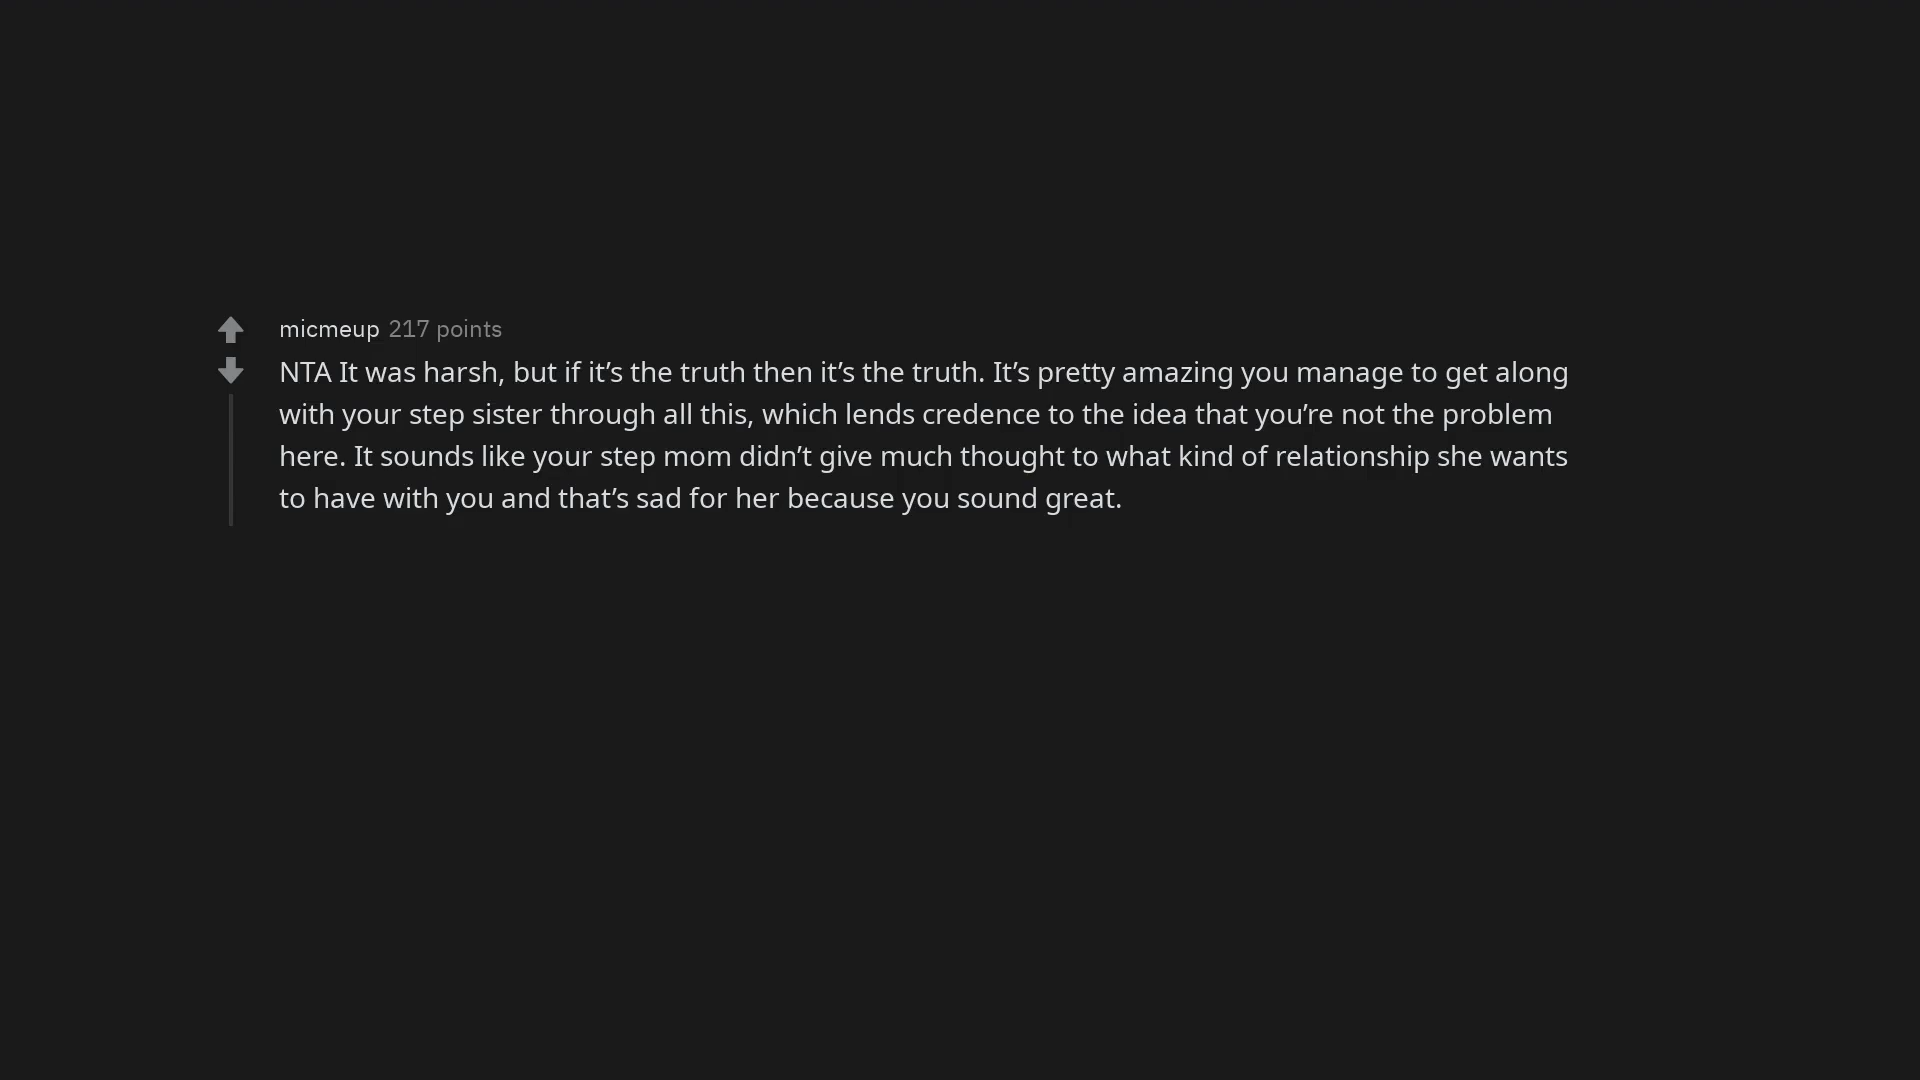 micmeup 217 points
NTA It was harsh, but if it’s the truth then it’s the truth. It’s pretty amazing you manage to get along
with your step sister through all this, which lends credence to the idea that you’re not the problem
here. It sounds like your step mom didn’t give much thought to what kind of relationship she wants
to have with you and that’s sad for her because you sound great.